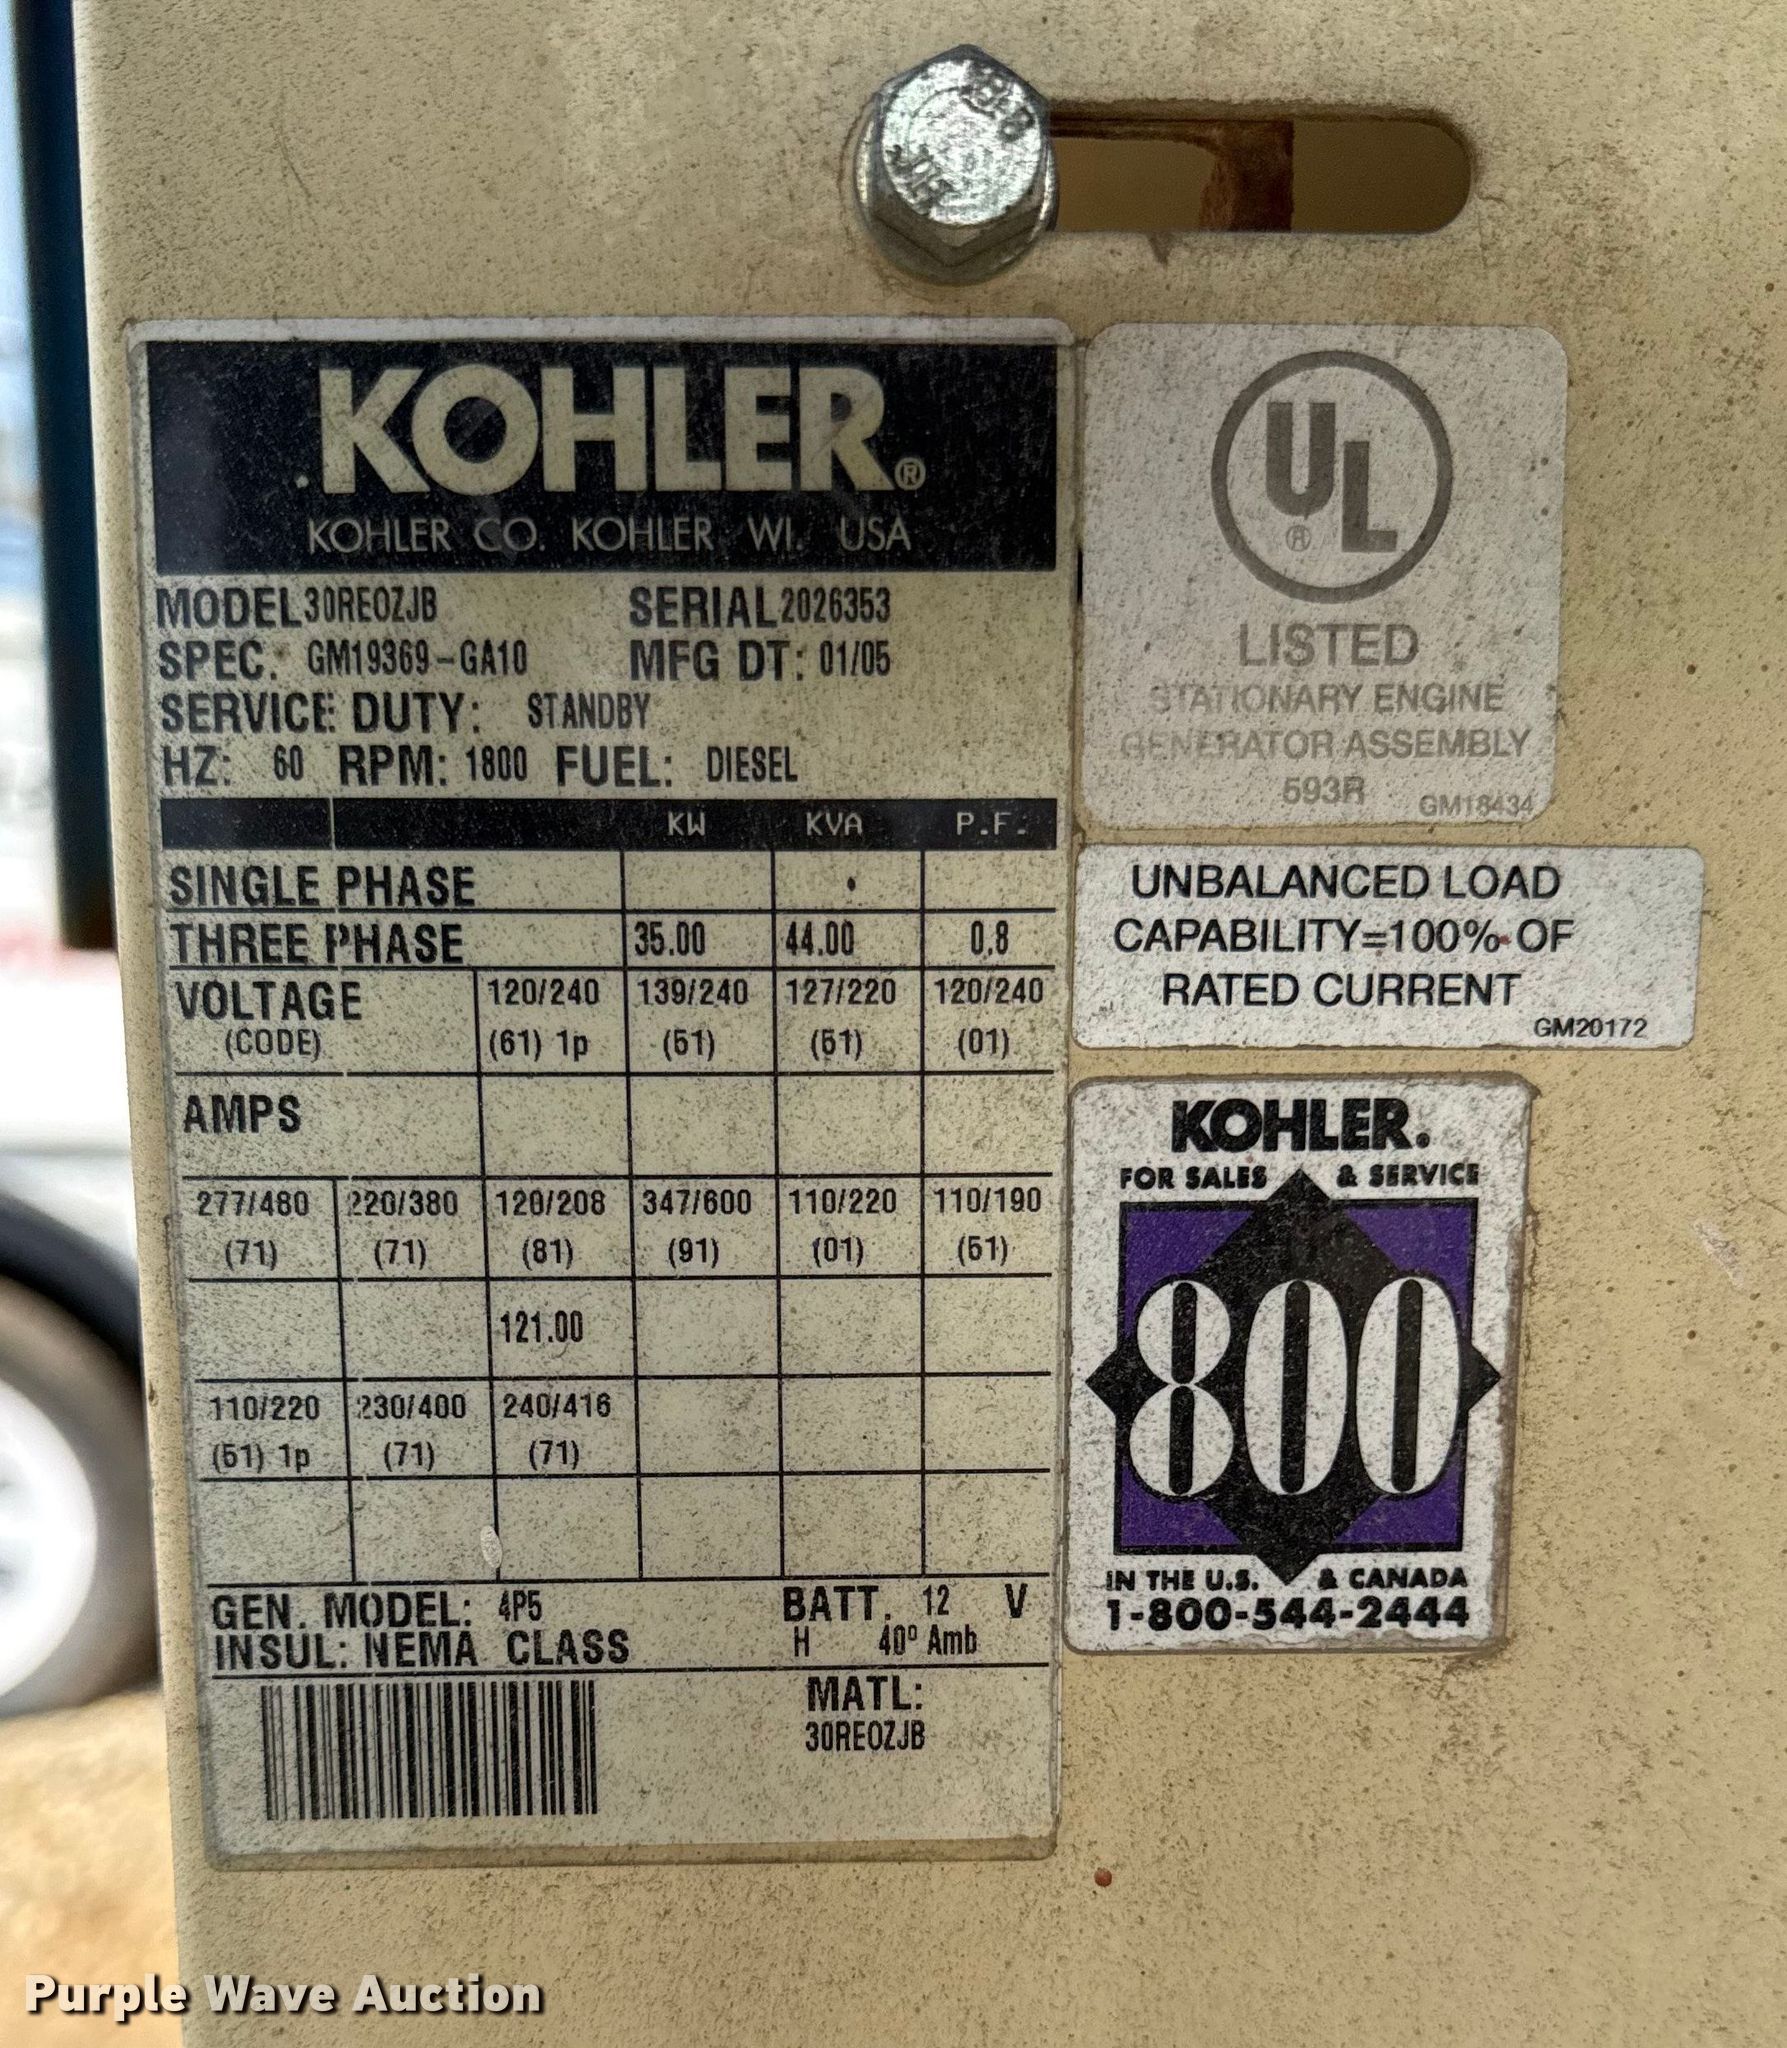 KOHLER®
KOHLER CO. KOHLER WI. USA
MODEL 30REOZJB SERIAL 2026353
SPEC. GM19369-GA10 MFG DT: 01/05
SERVICE DUTY: STANDBY
HZ: 60 RPM: 1800 FUEL: DIESEL
KW KVA P.F.
SINGLE PHASE
THREE PHASE 35.00 44.00 0.8
VOLTAGE 120/240 139/240 127/220 120/240
(CODE) (61) 1p (51) (51) (01)
AMPS
277/480 220/380 120/208 347/600 110/220 110/190
(71) (71) (81) (91) (01) (51)
121.00
110/220 230/400 240/416
(51) 1p (71) (71)
GEN. MODEL: 4P5 BATT. 12 V
INSUL: NEMA CLASS H 40° Amb
MATL:
30REOZJB
UL®
LISTED
STATIONARY ENGINE
GENERATOR ASSEMBLY
593R GM18434
UNBALANCED LOAD
CAPABILITY=100% OF
RATED CURRENT
GM20172
KOHLER.
FOR SALES & SERVICE
800
IN THE U.S. & CANADA
1-800-544-2444
Purple Wave Auction